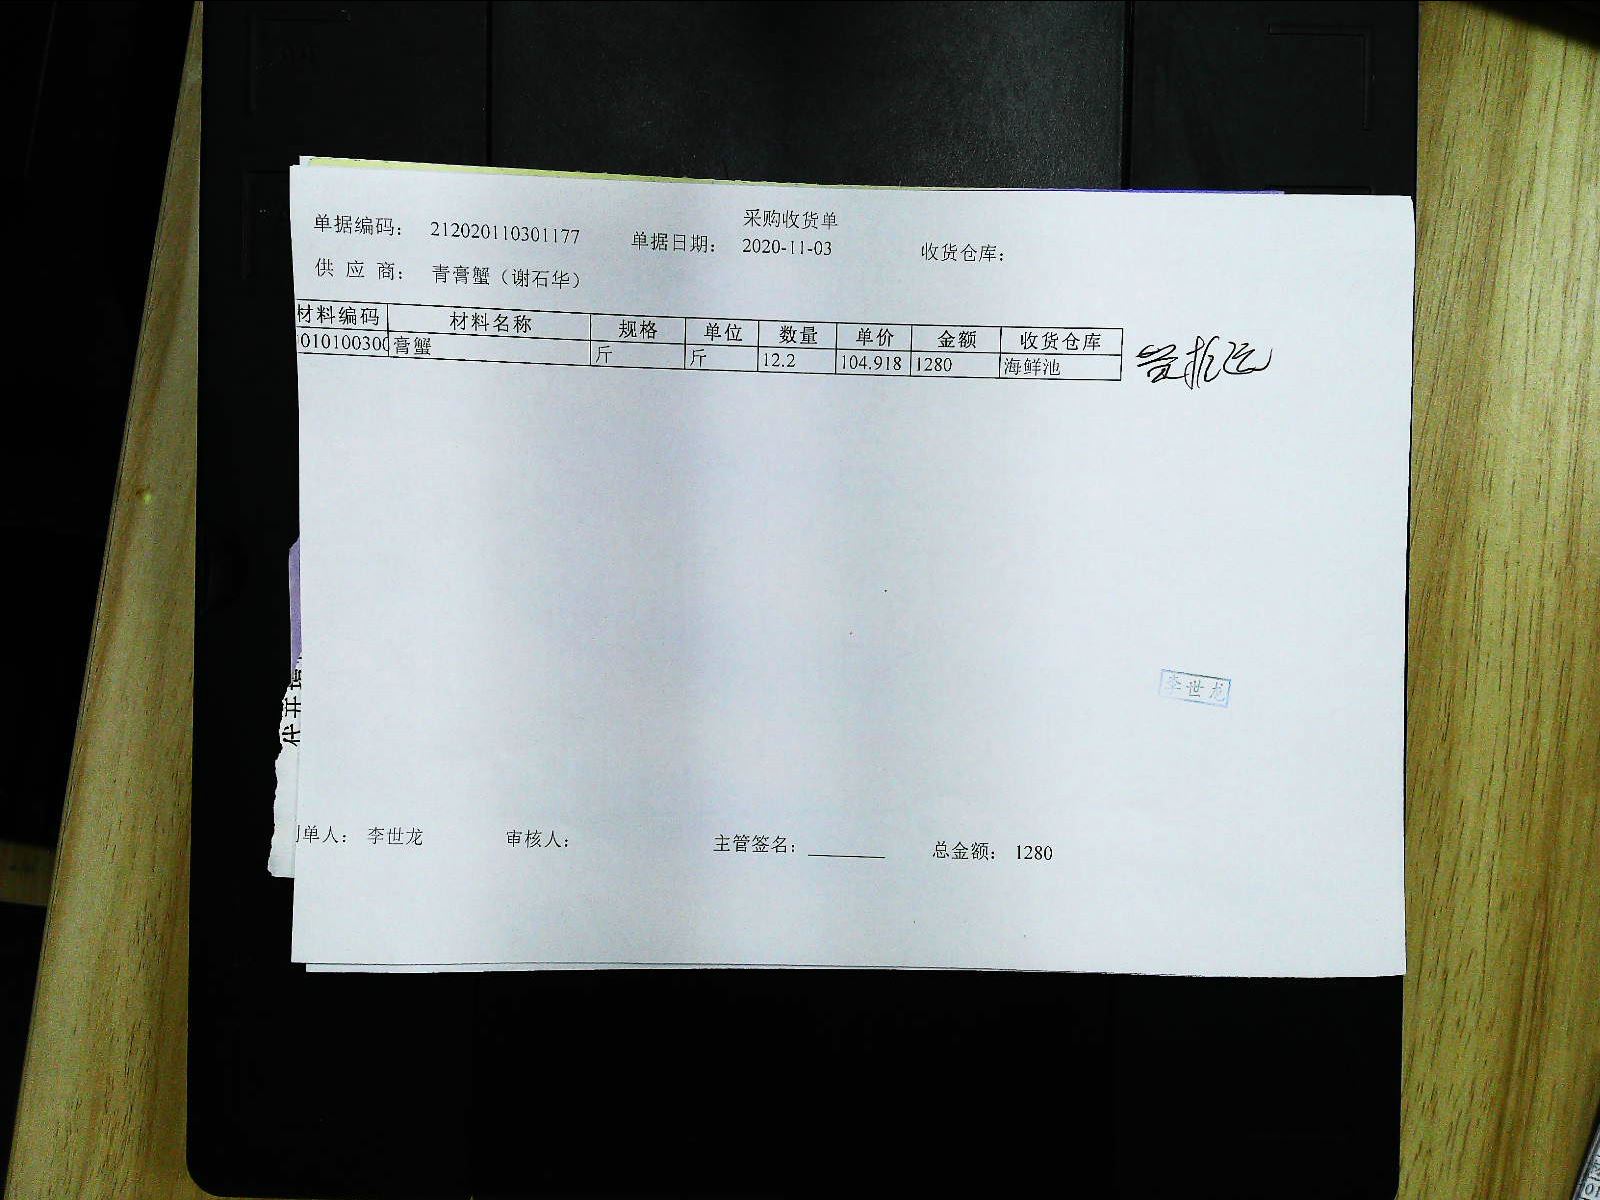 采购收货单
单据编码： 212020110301177 单据日期： 2020-11-03 收货仓库：
供 应 商： 青膏蟹（谢石华）
材料编码 材料名称 规格 单位 数量 单价 金额 收货仓库
01010030 膏蟹 斤 斤 12.2 104.918 1280 海鲜池
李世龙
单人： 李世龙 审核人： 主管签名： 总金额： 1280